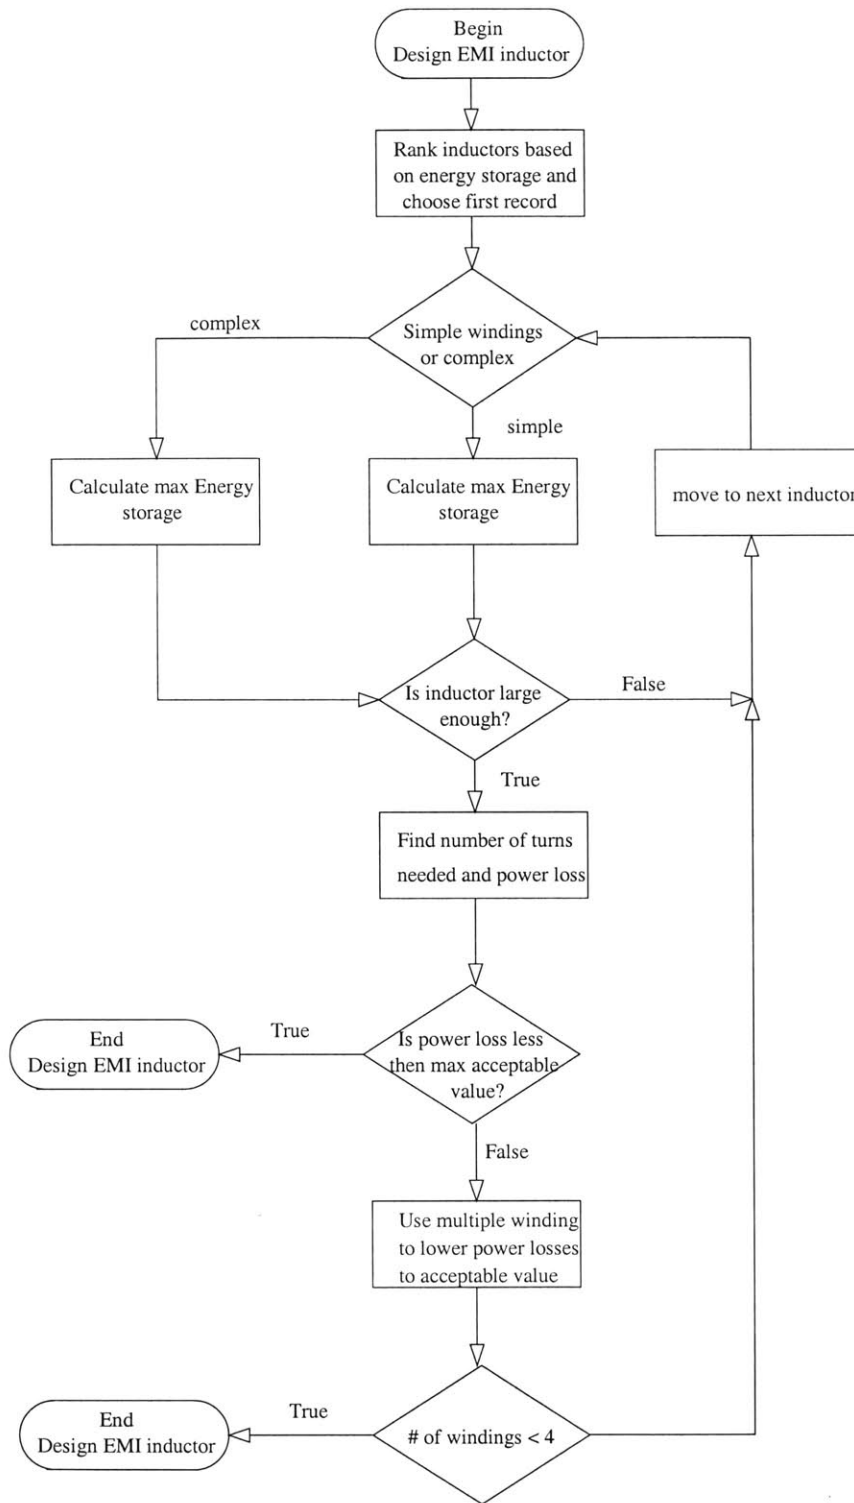 Begin
Design EMI inductor
Rank inductors based
on energy storage and
choose first record
complex
Simple windings
or complex
simple
Calculate max Energy
storage
Calculate max Energy
storage
move to next inductor
Is inductor large
enough?
False
True
Find number of turns
needed and power loss
Is power loss less
then max acceptable
value?
True
End
Design EMI inductor
False
Use multiple winding
to lower power losses
to acceptable value
# of windings < 4
True
End
Design EMI inductor